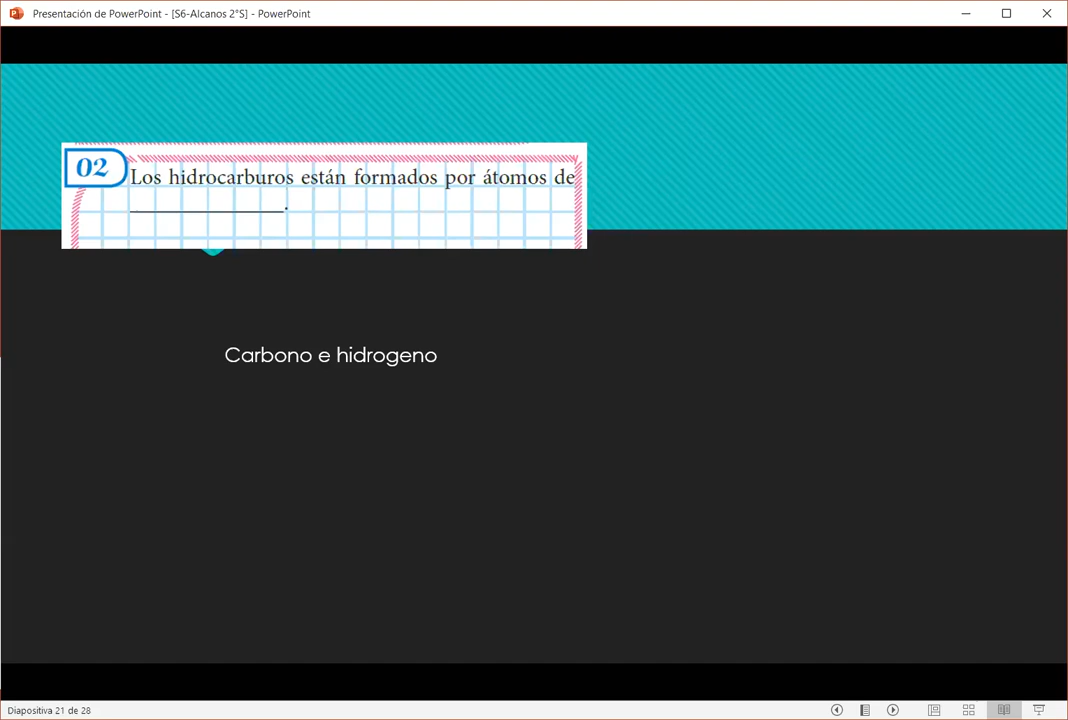 Presentación de PowerPoint - [S6-Alcanos 2°S] - PowerPoint
02
Los hidrocarburos están formados por átomos de
______________.
Carbono e hidrogeno
Diapositiva 21 de 28